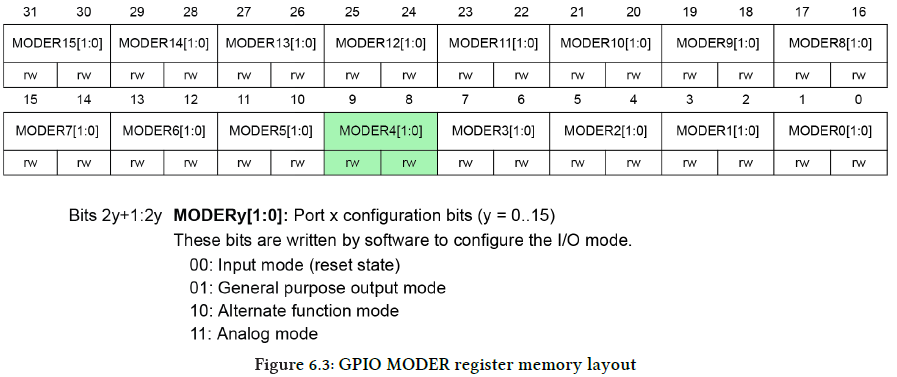 31 30 29 28 27 26 25 24 23 22 21 20 19 18 17 16
MODER15[1:0] MODER14[1:0] MODER13[1:0] MODER12[1:0] MODER11[1:0] MODER10[1:0] MODER9[1:0] MODER8[1:0]
rw rw rw rw rw rw rw rw rw rw rw rw rw rw rw rw
15 14 13 12 11 10 9 8 7 6 5 4 3 2 1 0
MODER7[1:0] MODER6[1:0] MODER5[1:0] MODER4[1:0] MODER3[1:0] MODER2[1:0] MODER1[1:0] MODER0[1:0]
rw rw rw rw rw rw rw rw rw rw rw rw rw rw rw rw
Bits 2y+1:2y MODERy[1:0]: Port x configuration bits (y = 0..15)
These bits are written by software to configure the I/O mode.
00: Input mode (reset state)
01: General purpose output mode
10: Alternate function mode
11: Analog mode
Figure 6.3: GPIO MODER register memory layout